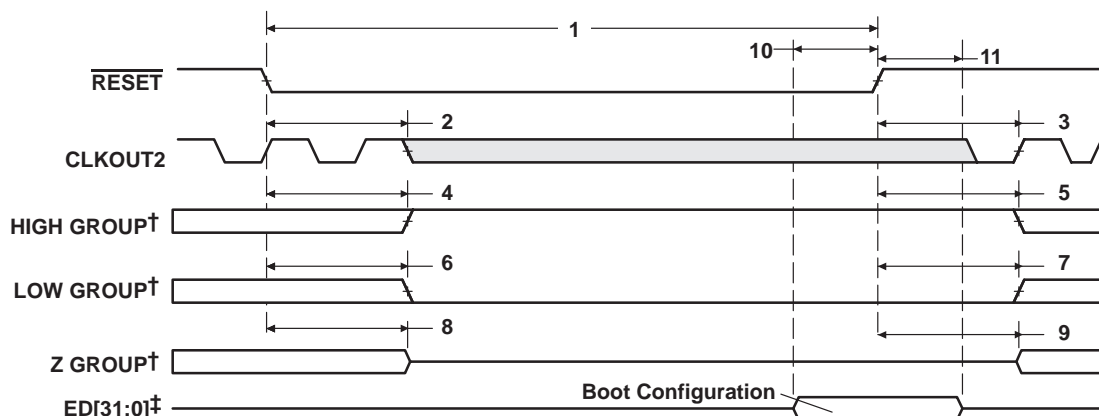 1
10
11
RESET
2
3
CLKOUT2
4
5
HIGH GROUP†
6
7
LOW GROUP†
8
9
Z GROUP†
Boot Configuration
ED[31:0]‡